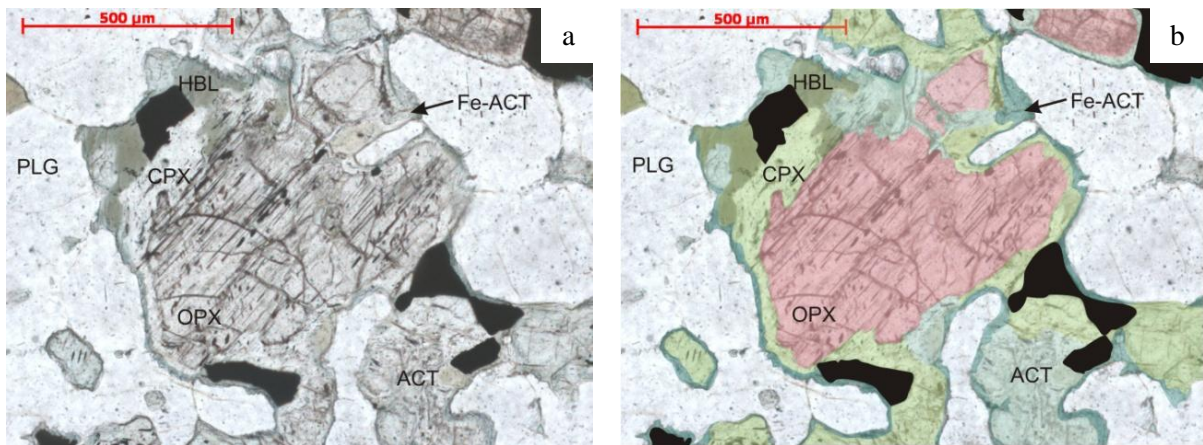 500 µm
a
HBL
Fe-ACT
PLG
CPX
OPX
ACT
500 µm
b
HBL
Fe-ACT
PLG
CPX
OPX
ACT